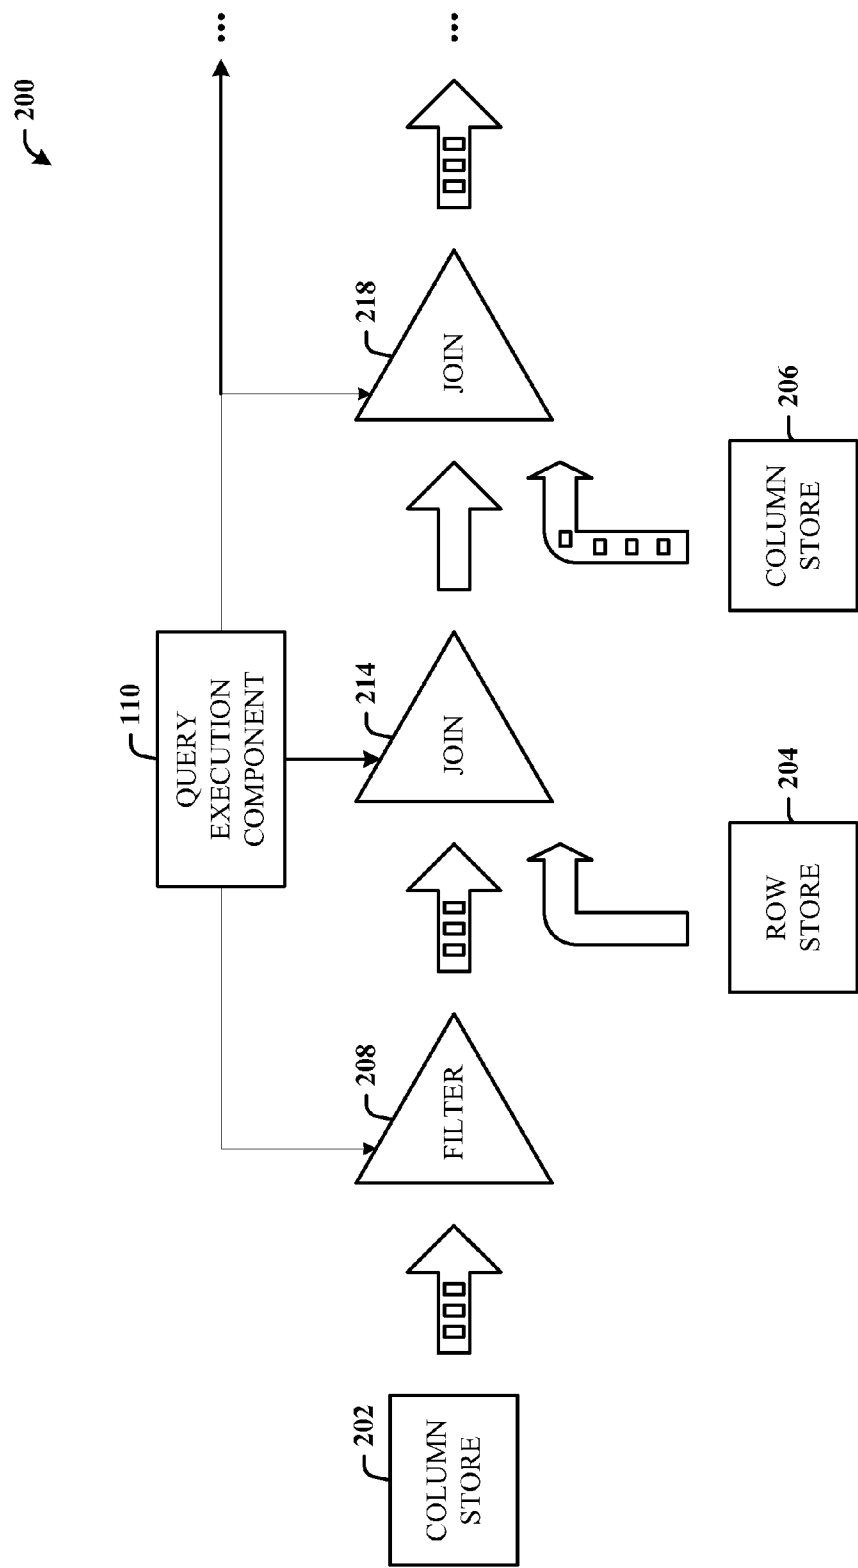 200
...
110
QUERY
EXECUTION
COMPONENT
202
COLUMN
STORE
208
FILTER
214
JOIN
218
JOIN
...
204
ROW
STORE
206
COLUMN
STORE